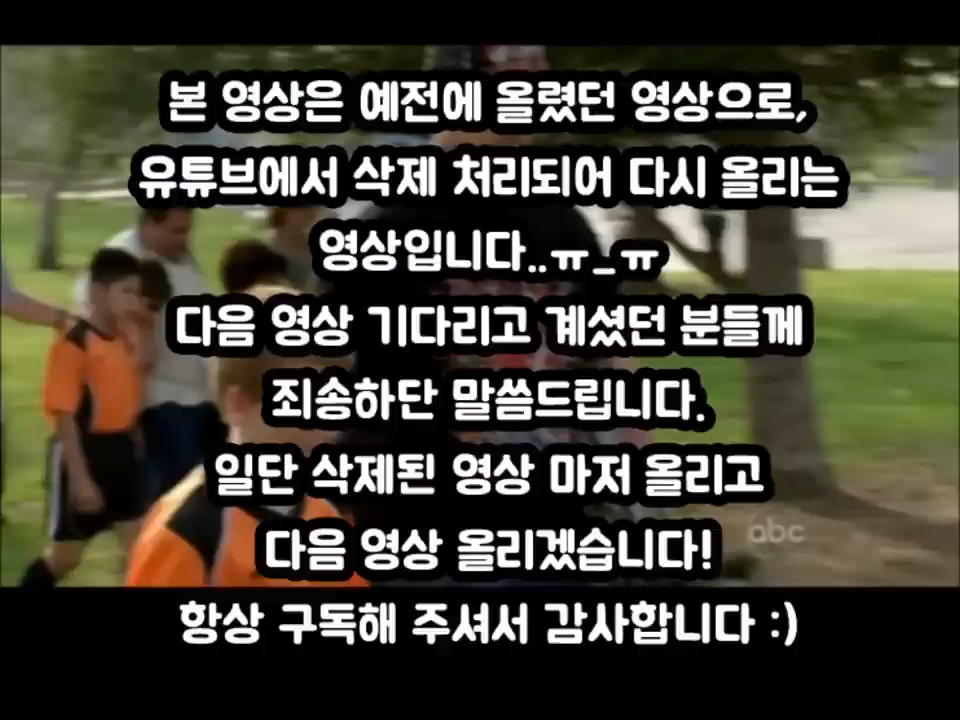 본 영상은 예전에 올렸던 영상으로,
유튜브에서 삭제 처리되어 다시 올리는
영상입니다..ㅠ_ㅠ
다음 영상 기다리고 계셨던 분들께
죄송하단 말씀드립니다.
일단 삭제된 영상 마저 올리고
다음 영상 올리겠습니다!
abc
항상 구독해 주셔서 감사합니다 :)